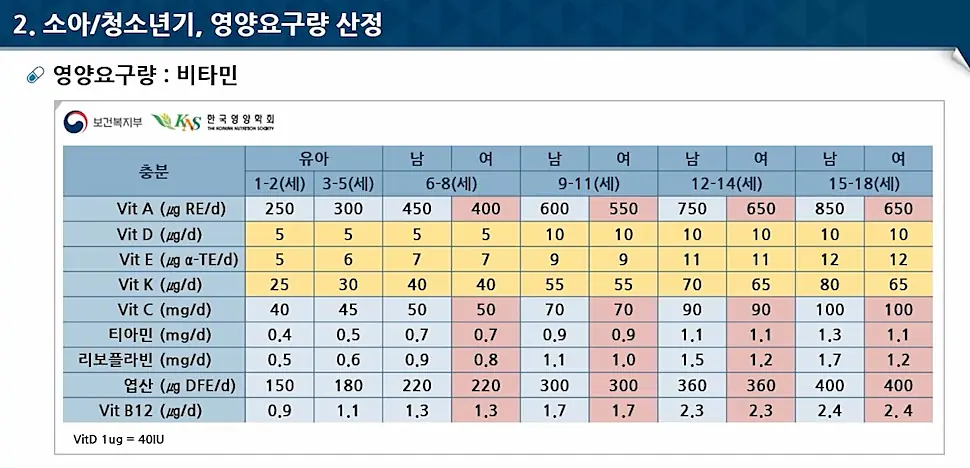 2. 소아/청소년기, 영양요구량 산정
영양요구량 : 비타민
보건복지부 KNS 한국영양학회
THE KOREAN NUTRITION SOCIETY
충분 유아 남 여 남 여 남 여 남 여
1-2(세) 3-5(세) 6-8(세) 9-11(세) 12-14(세) 15-18(세)
Vit A (㎍ RE/d) 250 300 450 400 600 550 750 650 850 650
Vit D (㎍/d) 5 5 5 5 10 10 10 10 10 10
Vit E (㎍ α-TE/d) 5 6 7 7 9 9 11 11 12 12
Vit K (㎍/d) 25 30 40 40 55 55 70 65 80 65
Vit C (mg/d) 40 45 50 50 70 70 90 90 100 100
티아민 (mg/d) 0.4 0.5 0.7 0.7 0.9 0.9 1.1 1.1 1.3 1.1
리보플라빈 (mg/d) 0.5 0.6 0.9 0.8 1.1 1.0 1.5 1.2 1.7 1.2
엽산 (㎍ DFE/d) 150 180 220 220 300 300 360 360 400 400
Vit B12 (㎍/d) 0.9 1.1 1.3 1.3 1.7 1.7 2.3 2.3 2.4 2.4
VitD 1ug = 40IU